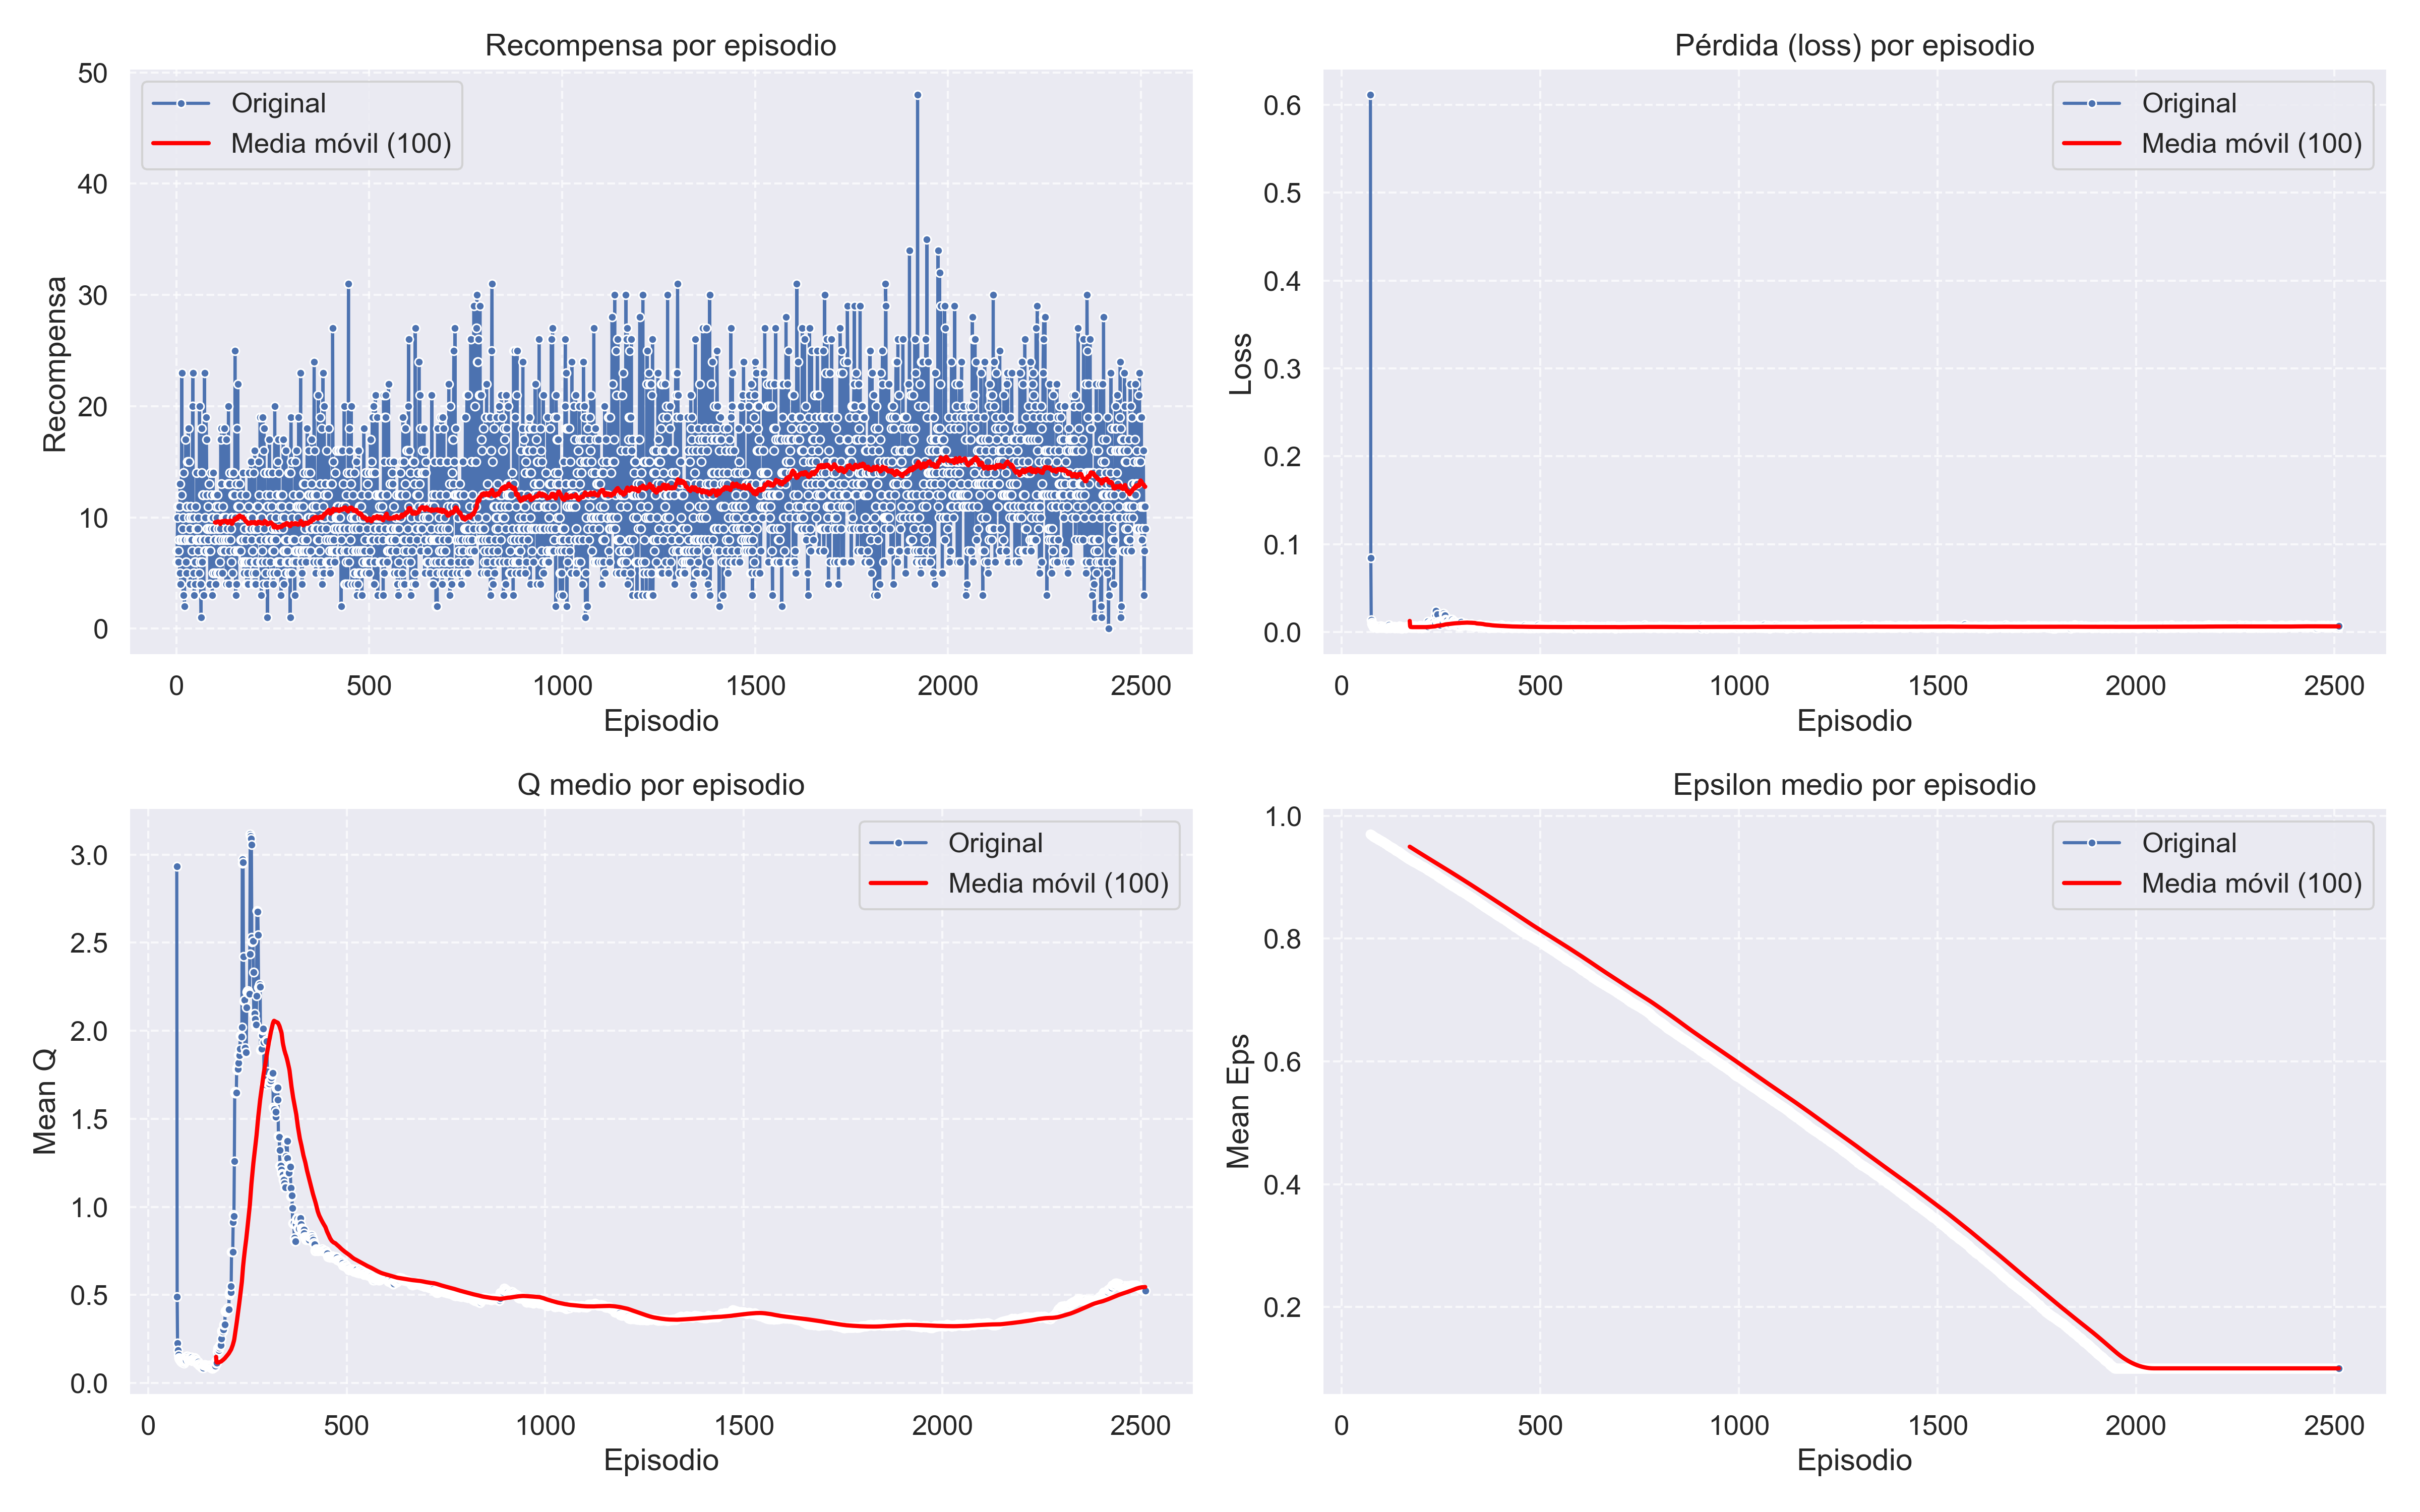 Recompensa por episodio
50
40
30
20
10
0
Recompensa
Original
Media móvil (100)
0 500 1000 1500 2000 2500
Episodio
Pérdida (loss) por episodio
0.6
0.5
0.4
0.3
0.2
0.1
0.0
Loss
Original
Media móvil (100)
0 500 1000 1500 2000 2500
Episodio
Q medio por episodio
3.0
2.5
2.0
1.5
1.0
0.5
0.0
Mean Q
Original
Media móvil (100)
0 500 1000 1500 2000 2500
Episodio
Epsilon medio por episodio
1.0
0.8
0.6
0.4
0.2
Mean Eps
Original
Media móvil (100)
0 500 1000 1500 2000 2500
Episodio